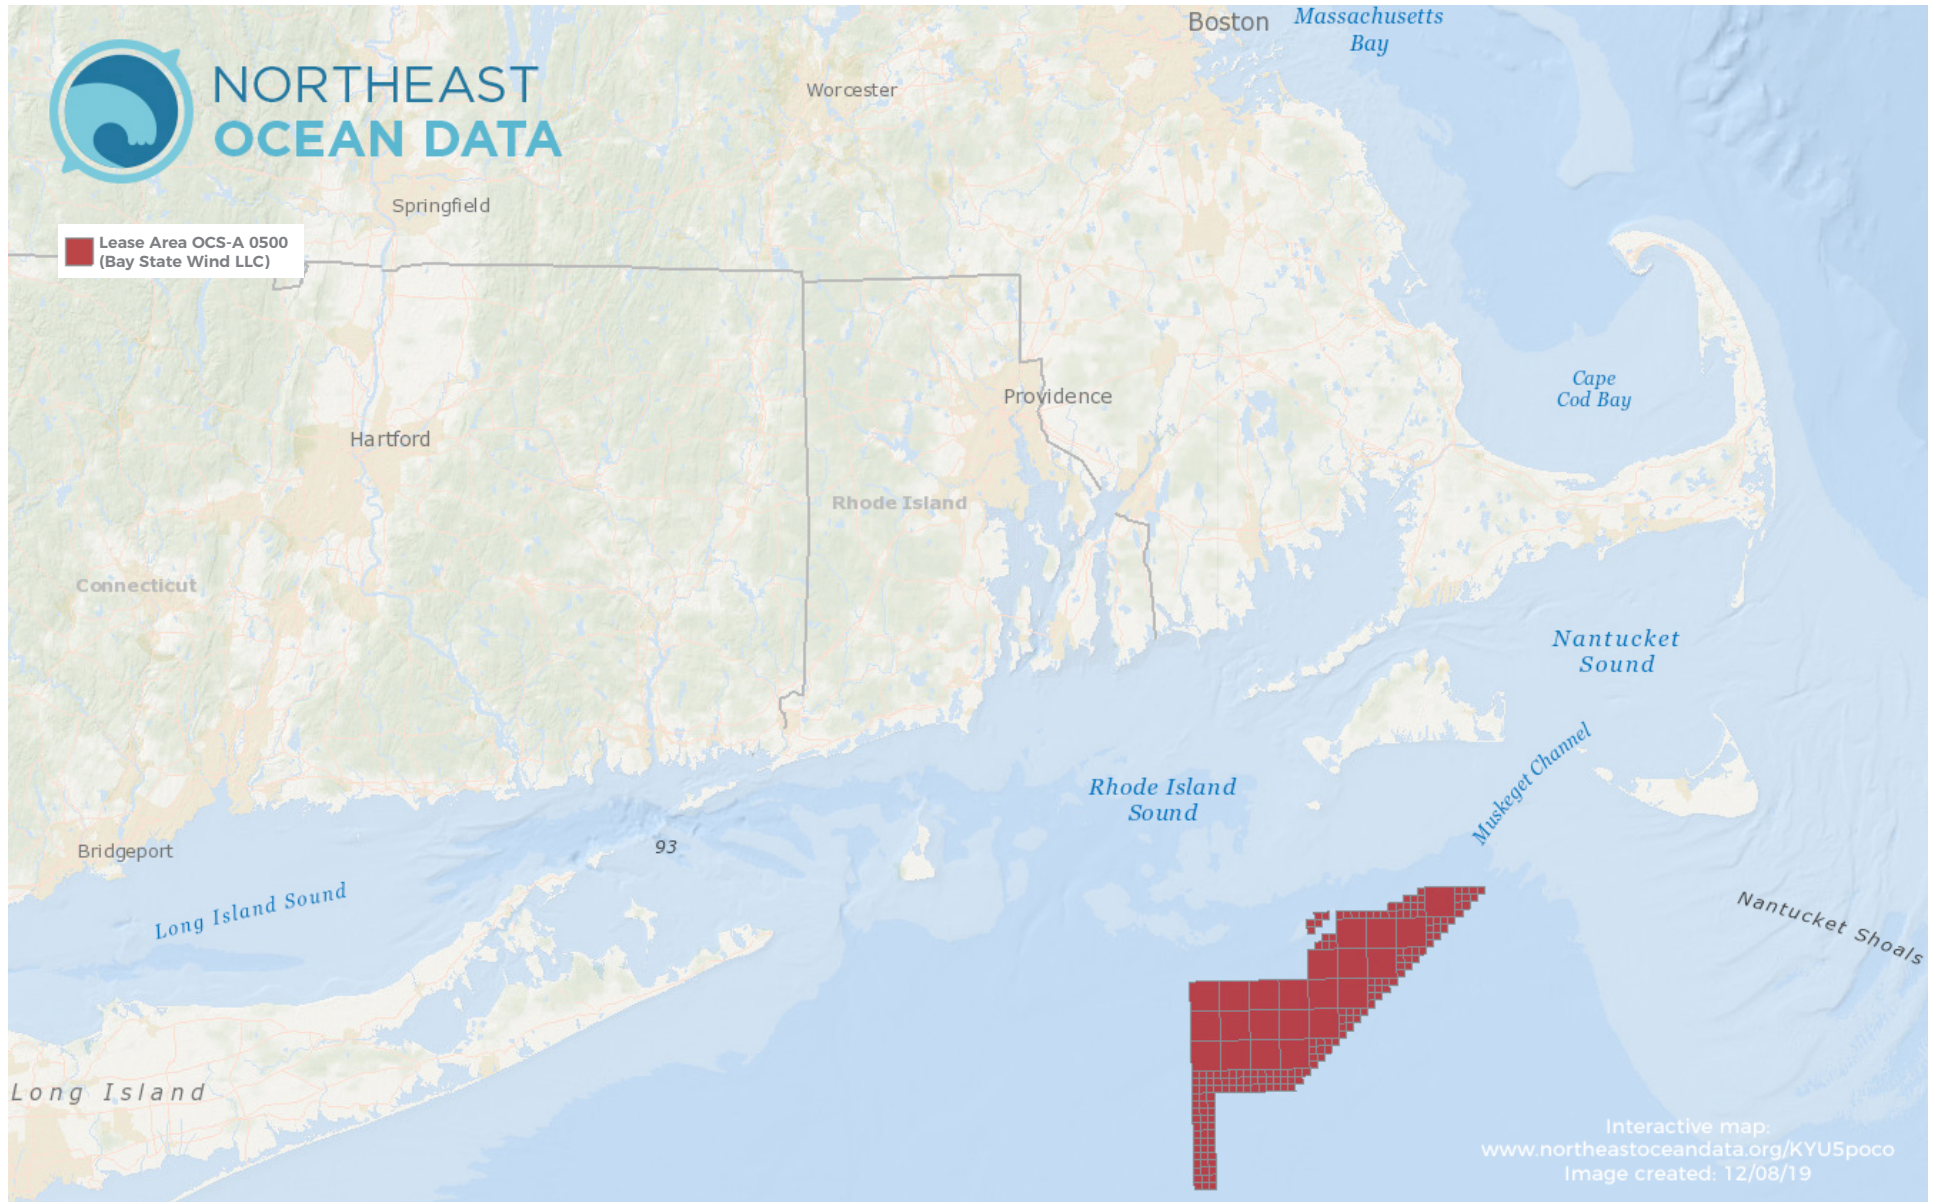 Boston
Massachusetts
Bay
NORTHEAST
OCEAN DATA
Worcester
Springfield
Lease Area OCS-A 0500
(Bay State Wind LLC)
Cape
Cod Bay
Providence
Hartford
Rhode Island
Connecticut
Nantucket
Sound
Muskeget Channel
Rhode Island
Sound
93
Bridgeport
Long Island Sound
Nantucket Shoals
Long Island
Interactive map:
www.northeastoceandata.org/KYU5poco
Image created: 12/08/19